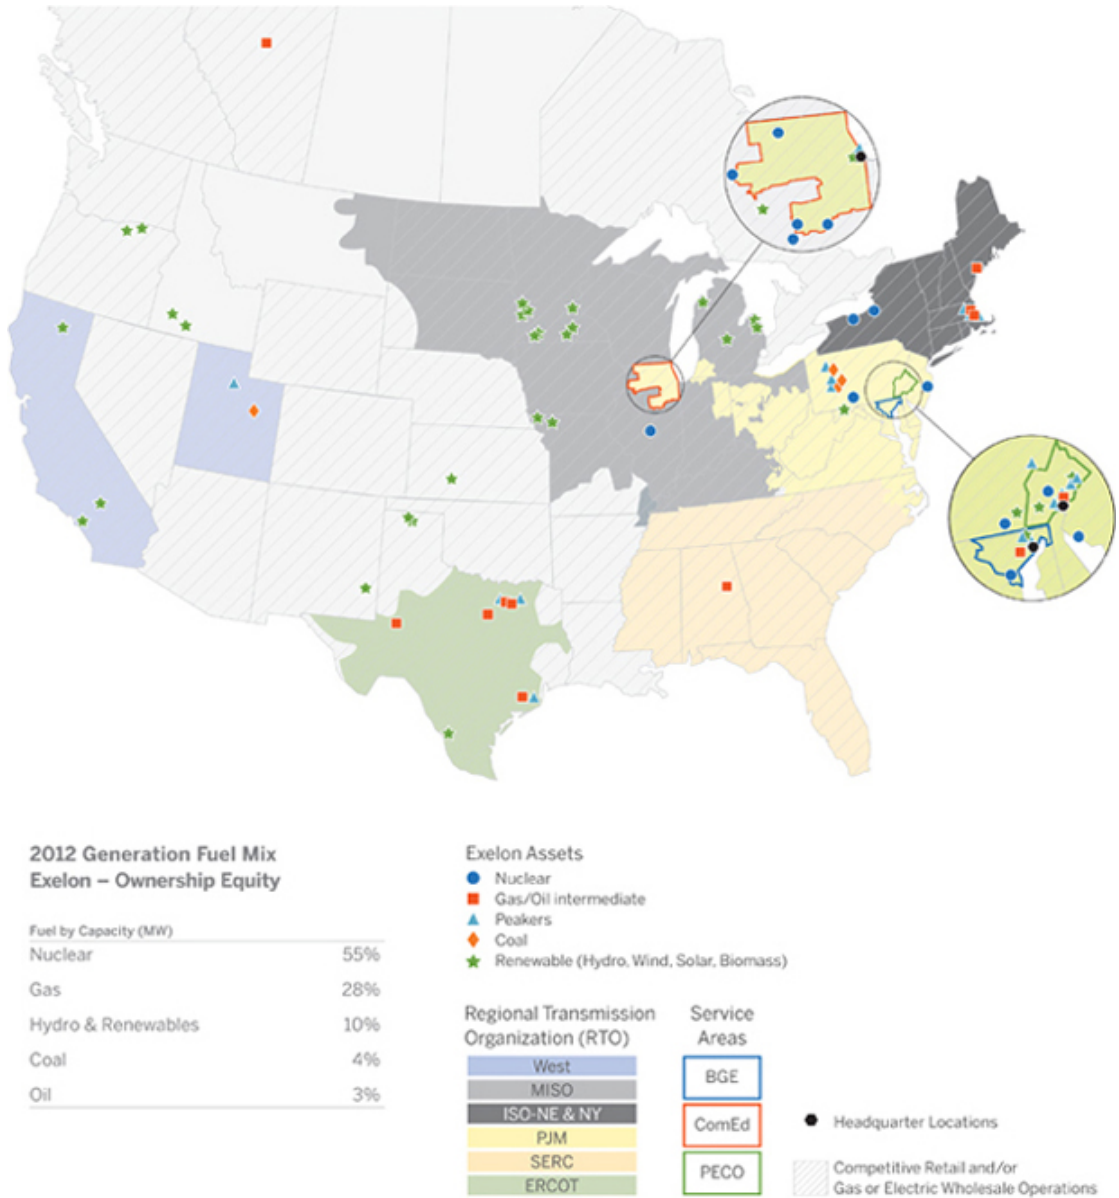 2012 Generation Fuel Mix
Exelon – Ownership Equity
Fuel by Capacity (MW)
Nuclear 55%
Gas 28%
Hydro & Renewables 10%
Coal 4%
Oil 3%
Exelon Assets
Nuclear
Gas/Oil intermediate
Peakers
Coal
Renewable (Hydro, Wind, Solar, Biomass)
Regional Transmission
Organization (RTO)
West
MISO
ISO-NE & NY
PJM
SERC
ERCOT
Service
Areas
BGE
ComEd
PECO
Headquarter Locations
Competitive Retail and/or
Gas or Electric Wholesale Operations